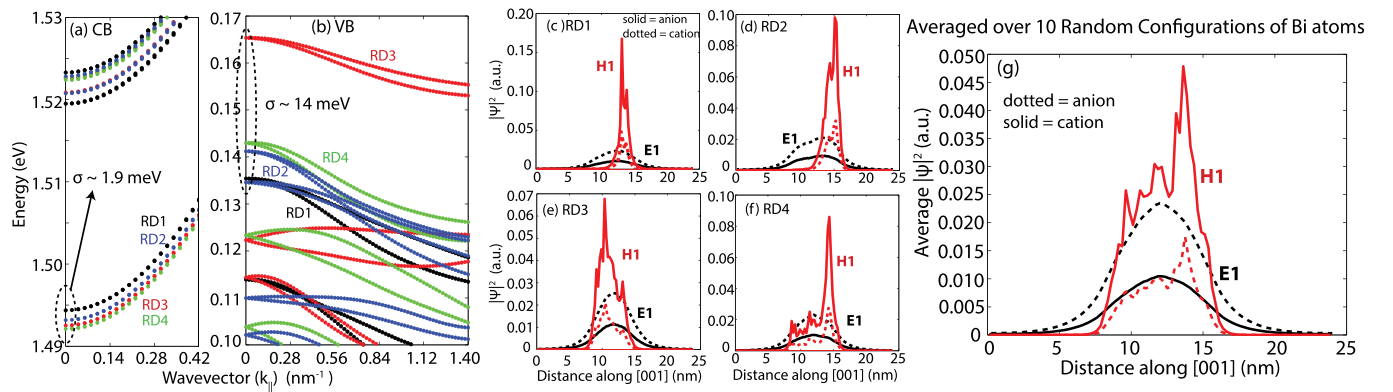 (a) CB
Energy (eV)
1.52
1.51
1.50
1.49
σ ~ 1.9 meV
RD1
RD2
RD3
RD4
0
0.14
0.28
0.42
(b) VB
0.17
0.16
0.15
0.14
0.13
0.12
0.11
0.10
RD3
σ ~ 14 meV
RD4
RD2
RD1
0
0.28
0.56
0.84
1.12
1.40
Wavevector (k||) (nm-1)
(c) RD1
solid = anion
dotted = cation
|Ψ|2 (a.u.)
0.20
0.15
0.10
0.05
0.00
H1
E1
0 5 10 15 20 25
(d) RD2
0.10
0.08
0.06
0.04
0.02
0.00
H1
E1
0 5 10 15 20 25
(e) RD3
|Ψ|2 (a.u.)
0.07
0.06
0.05
0.04
0.03
0.02
0.01
0
H1
E1
0 5 10 15 20 25
Distance along [001] (nm)
(f) RD4
0.10
0.08
0.06
0.04
0.02
0.00
H1
E1
0 5 10 15 20 25
Distance along [001] (nm)
Averaged over 10 Random Configurations of Bi atoms
(g)
dotted = anion
solid = cation
Average |ψ|2 (a.u.)
0.050
0.045
0.040
0.035
0.030
0.025
0.020
0.015
0.010
0.005
0
H1
E1
0 5 10 15 20 25
Distance along [001] (nm)